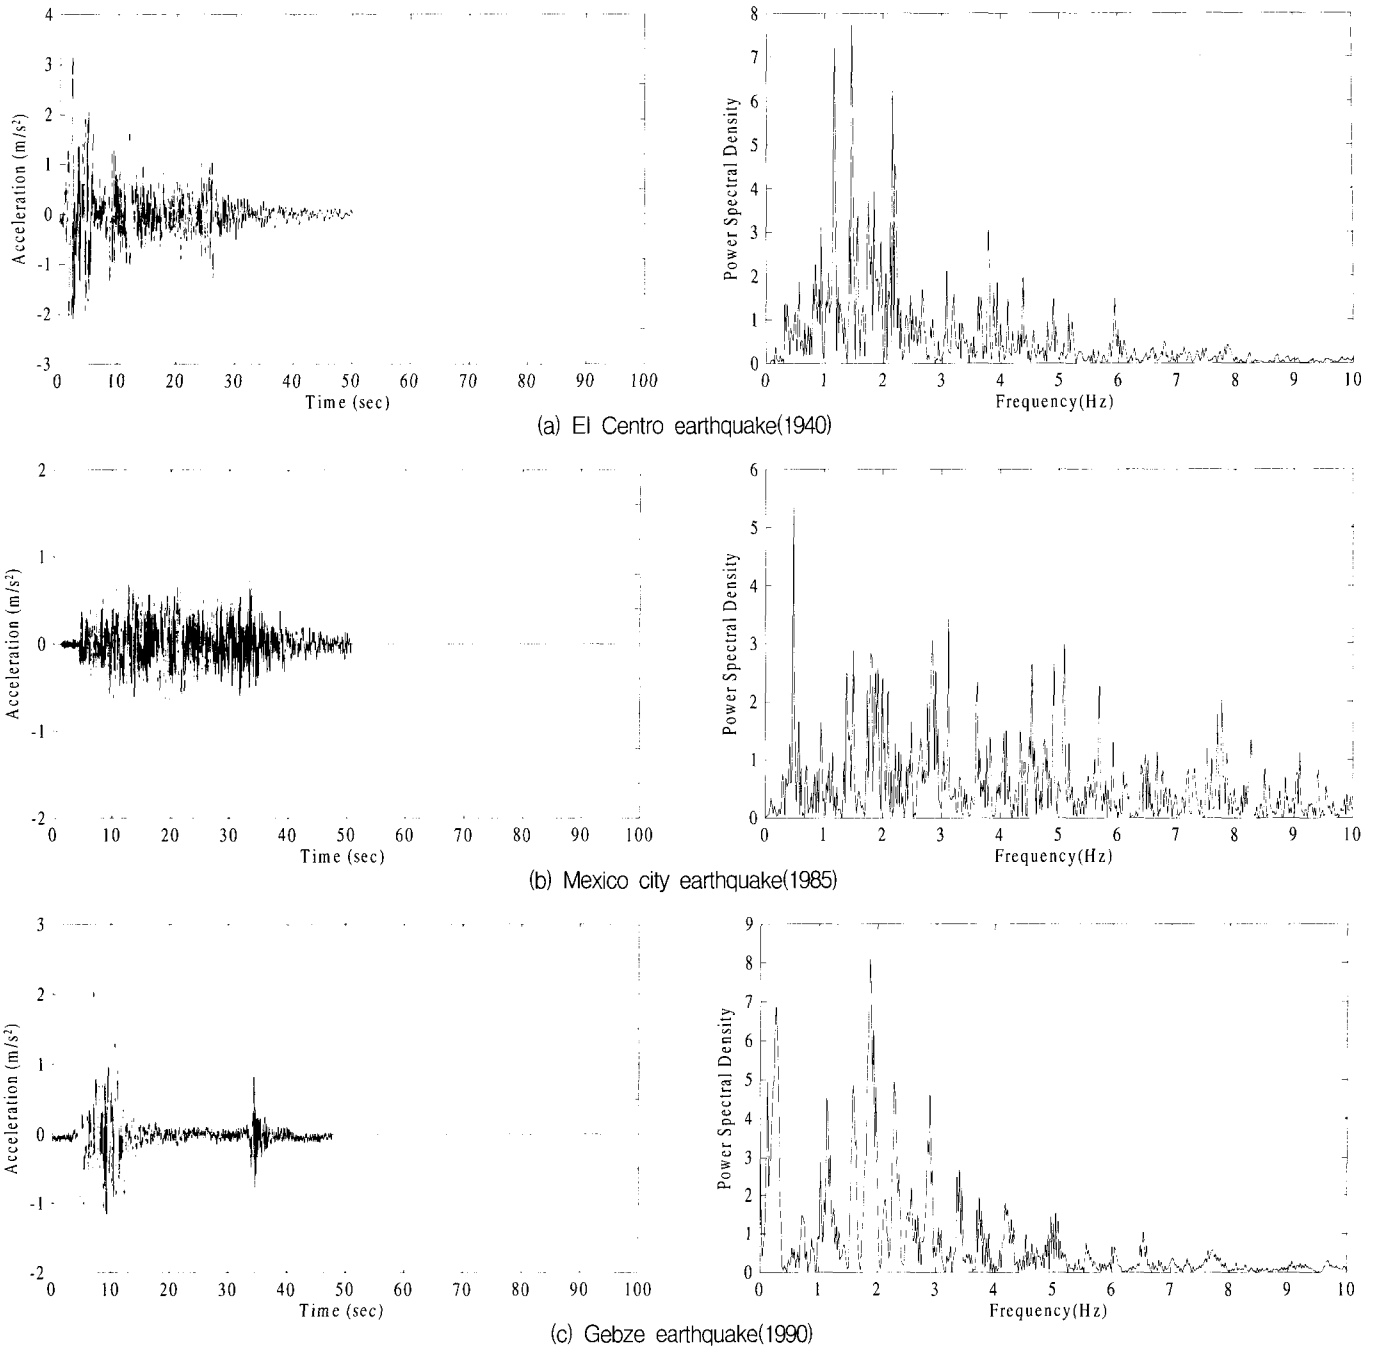 4
3
2
1
0
-1
-2
-3
Acceleration (m/s²)
0 10 20 30 40 50 60 70 80 90 100
Time (sec)
8
7
6
5
4
3
2
1
0
Power Spectral Density
0 1 2 3 4 5 6 7 8 9 10
Frequency(Hz)
(a) El Centro earthquake(1940)
2
1
0
-1
-2
Acceleration (m/s²)
0 10 20 30 40 50 60 70 80 90 100
Time (sec)
6
5
4
3
2
1
0
Power Spectral Density
0 1 2 3 4 5 6 7 8 9 10
Frequency(Hz)
(b) Mexico city earthquake(1985)
3
2
1
0
-1
-2
Acceleration (m/s²)
0 10 20 30 40 50 60 70 80 90 100
Time (sec)
9
8
7
6
5
4
3
2
1
0
Power Spectral Density
0 1 2 3 4 5 6 7 8 9 10
Frequency(Hz)
(c) Gebze earthquake(1990)